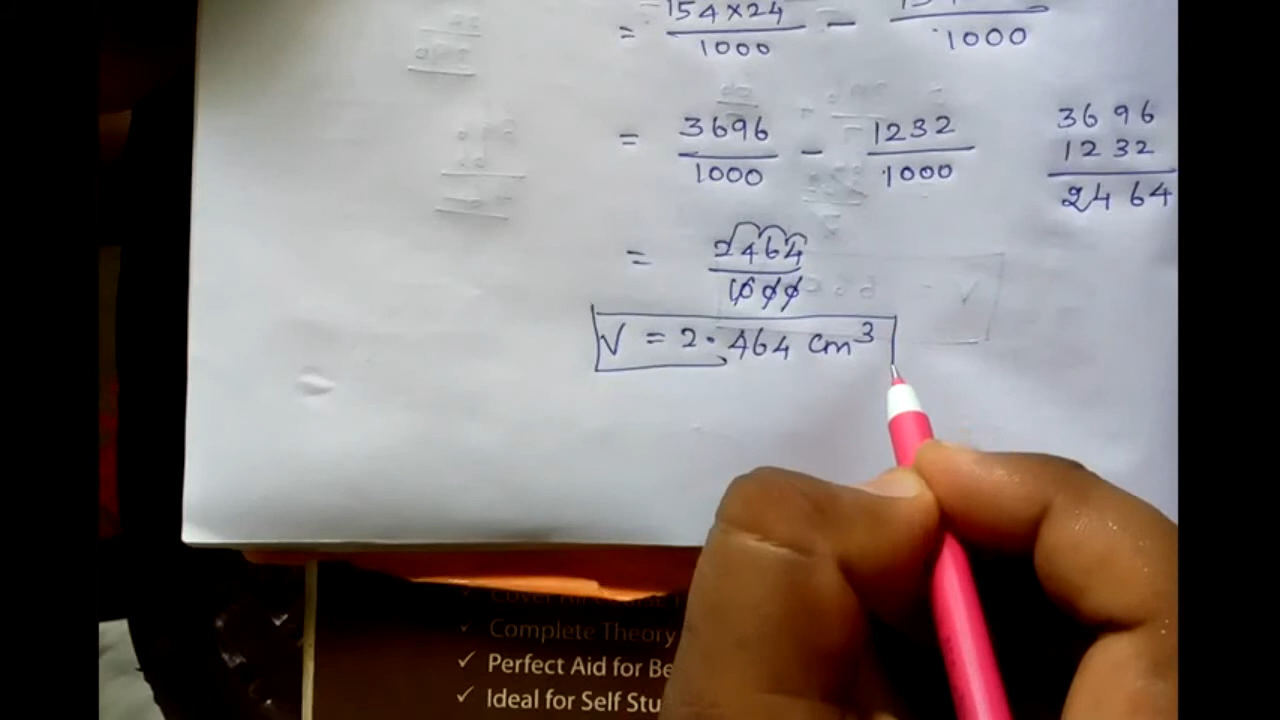 = 154×24/1000 − /1000
= 3696/1000 − 1232/1000
3696
1232
2464
= 2464/1000
V = 2.464 cm³
Complete Theory
✓ Perfect Aid for Be
✓ Ideal for Self Stu